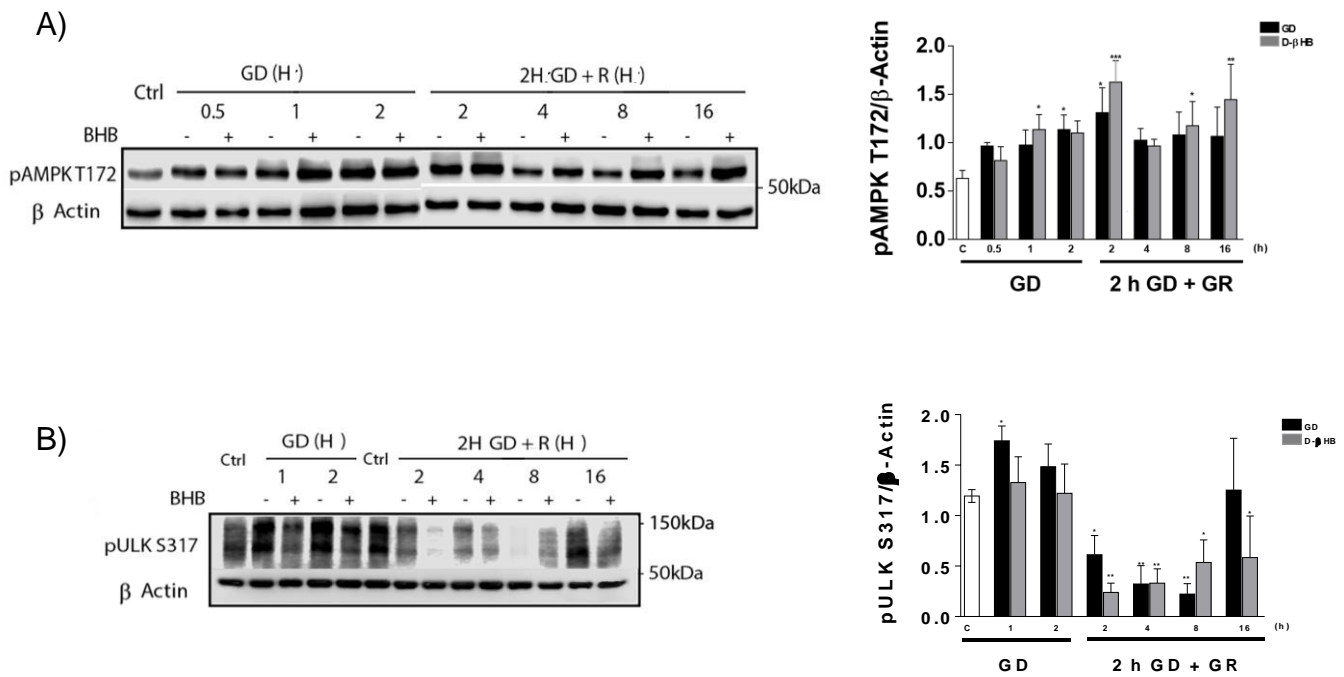 A)
GD (H·)
2H·GD + R (H·)
Ctrl
0.5 1 2 2 4 8 16
BHB - + - + - + - + - + - + - +
pAMPK T172
50kDa
β Actin
pAMPK T172/β-Actin
2.0
1.5
1.0
0.5
0.0
GD
D-βHB
* * * *** * **
C 0.5 1 2 2 4 8 16 (h)
GD 2 h GD + GR
B)
GD (H )
2H GD + R (H )
Ctrl Ctrl
1 2 2 4 8 16
BHB - + - + - + - + - + - +
150kDa
pULK S317
50kDa
β Actin
pULK S317/β-Actin
2.0
1.5
1.0
0.5
0.0
GD
D-βHB
* * ** ** ** ** * *
C 1 2 2 4 8 16 (h)
GD 2 h GD + GR